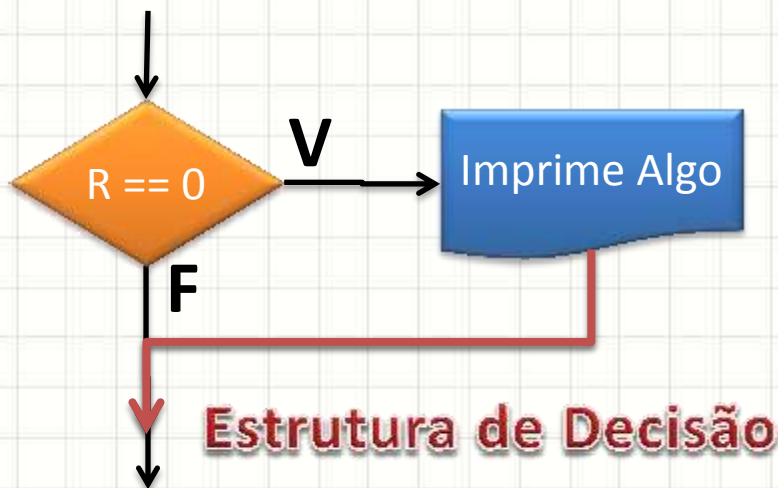 V
R == 0
Imprime Algo
F
Estrutura de Decisão